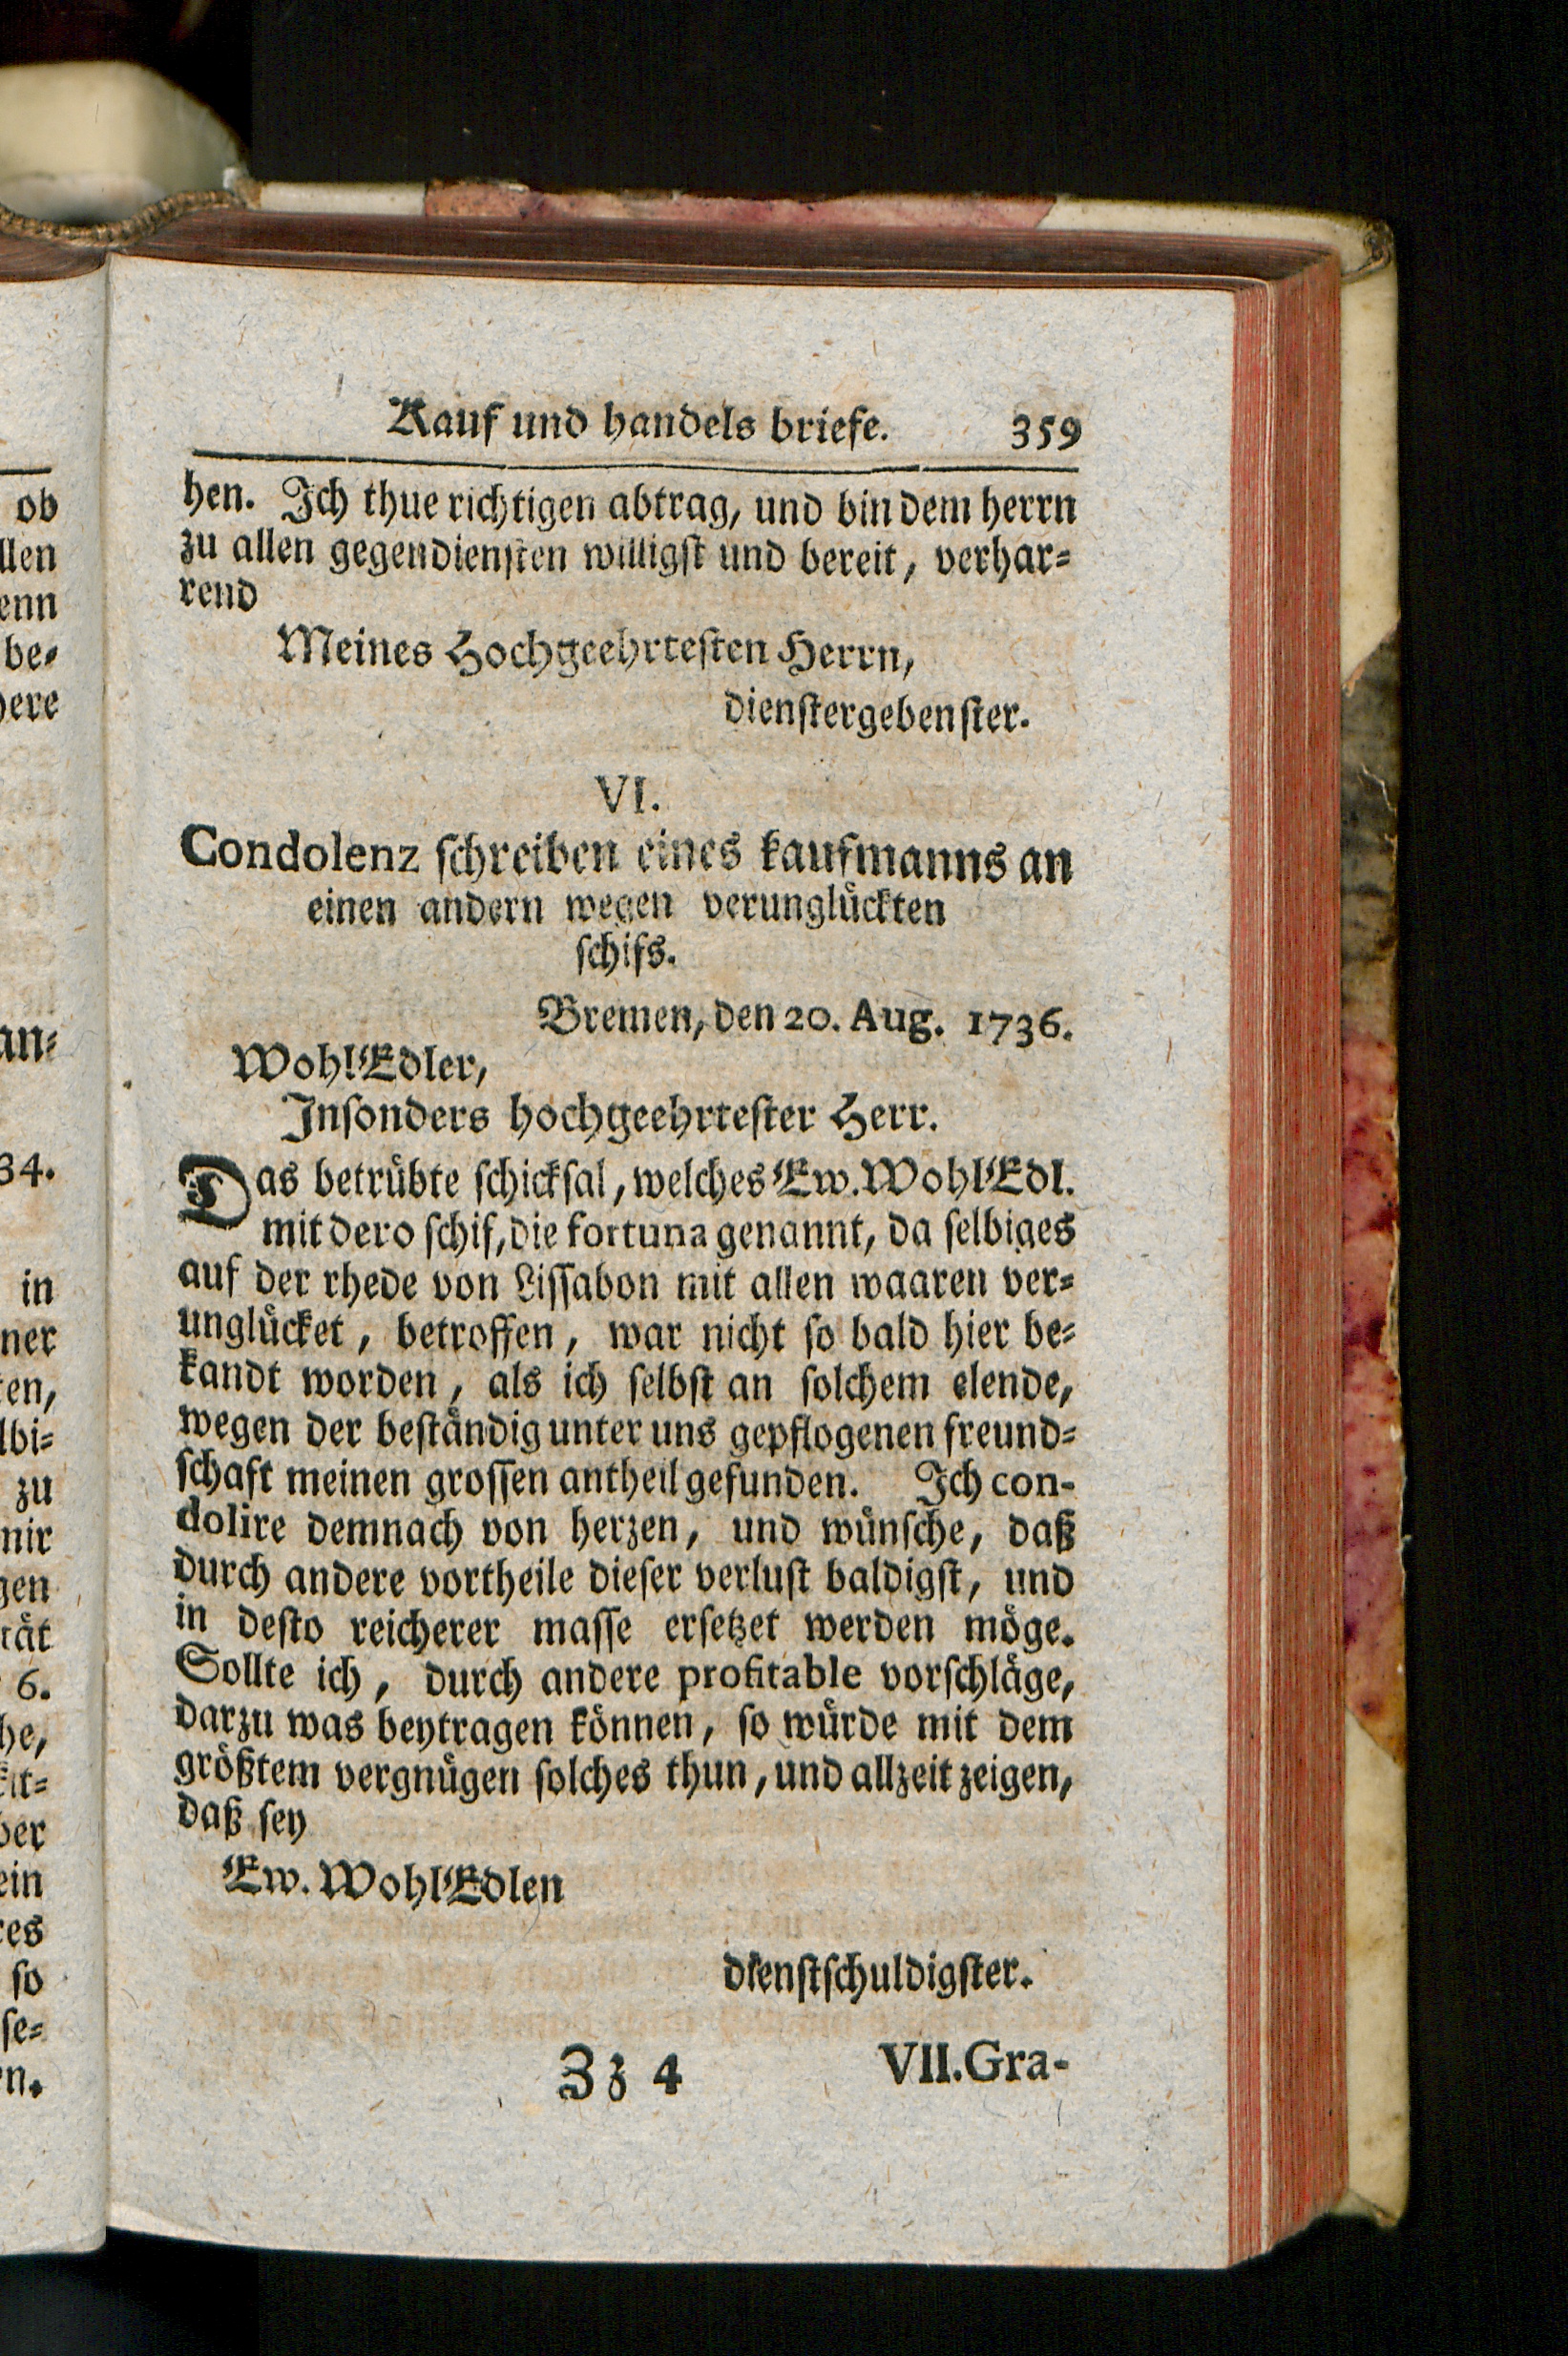 Kauf und handels briefe. 359
hen. Ich thue richtigen abtrag, und bin dem herrn
zu allen gegendiensten willigst und bereit, verhar-
rend
Meines Hochgeehrtesten Herrn,
dienstergebenster.
VI.
Condolenz schreiben eines kaufmanns an
einen andern wegen verunglückten
schifs.
Bremen, den 20. Aug. 1736.
WohlEdler,
Insonders hochgeehrtester Herr.
Das betrübte schicksal, welches Ew. WohlEdl.
mit dero schif, die fortuna genannt, da selbiges
auf der rhede von Lissabon mit allen waaren ver-
unglücket, betroffen, war nicht so bald hier be-
kandt worden, als ich selbst an solchem elende,
wegen der beständig unter uns gepflogenen freund-
schaft meinen grossen antheil gefunden. Ich con-
dolire demnach von herzen, und wünsche, daß
durch andere vortheile dieser verlust baldigst, und
in desto reicherer masse ersetzet werden möge.
Sollte ich, durch andere profitable vorschläge,
darzu was beytragen können, so würde mit dem
größtem vergnügen solches thun, und allzeit zeigen,
daß sey
Ew. WohlEdlen
dienstschuldigster.
Zz 4 VII. Gra-